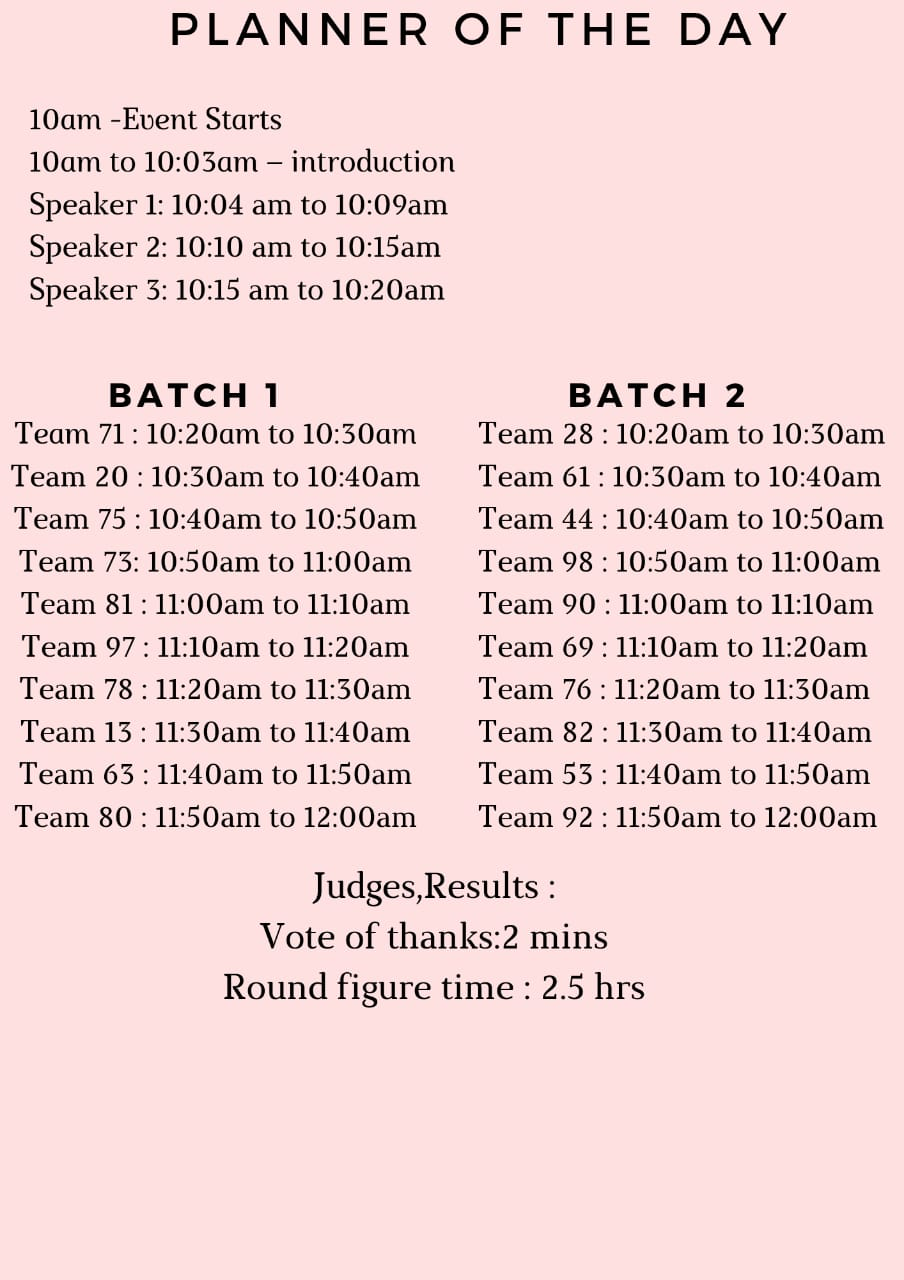 PLANNER OF THE DAY
10am -Event Starts
10am to 10:03am – introduction
Speaker 1: 10:04 am to 10:09am
Speaker 2: 10:10 am to 10:15am
Speaker 3: 10:15 am to 10:20am
BATCH 1
Team 71 : 10:20am to 10:30am
Team 20 : 10:30am to 10:40am
Team 75 : 10:40am to 10:50am
Team 73: 10:50am to 11:00am
Team 81 : 11:00am to 11:10am
Team 97 : 11:10am to 11:20am
Team 78 : 11:20am to 11:30am
Team 13 : 11:30am to 11:40am
Team 63 : 11:40am to 11:50am
Team 80 : 11:50am to 12:00am
BATCH 2
Team 28 : 10:20am to 10:30am
Team 61 : 10:30am to 10:40am
Team 44 : 10:40am to 10:50am
Team 98 : 10:50am to 11:00am
Team 90 : 11:00am to 11:10am
Team 69 : 11:10am to 11:20am
Team 76 : 11:20am to 11:30am
Team 82 : 11:30am to 11:40am
Team 53 : 11:40am to 11:50am
Team 92 : 11:50am to 12:00am
Judges,Results :
Vote of thanks:2 mins
Round figure time : 2.5 hrs